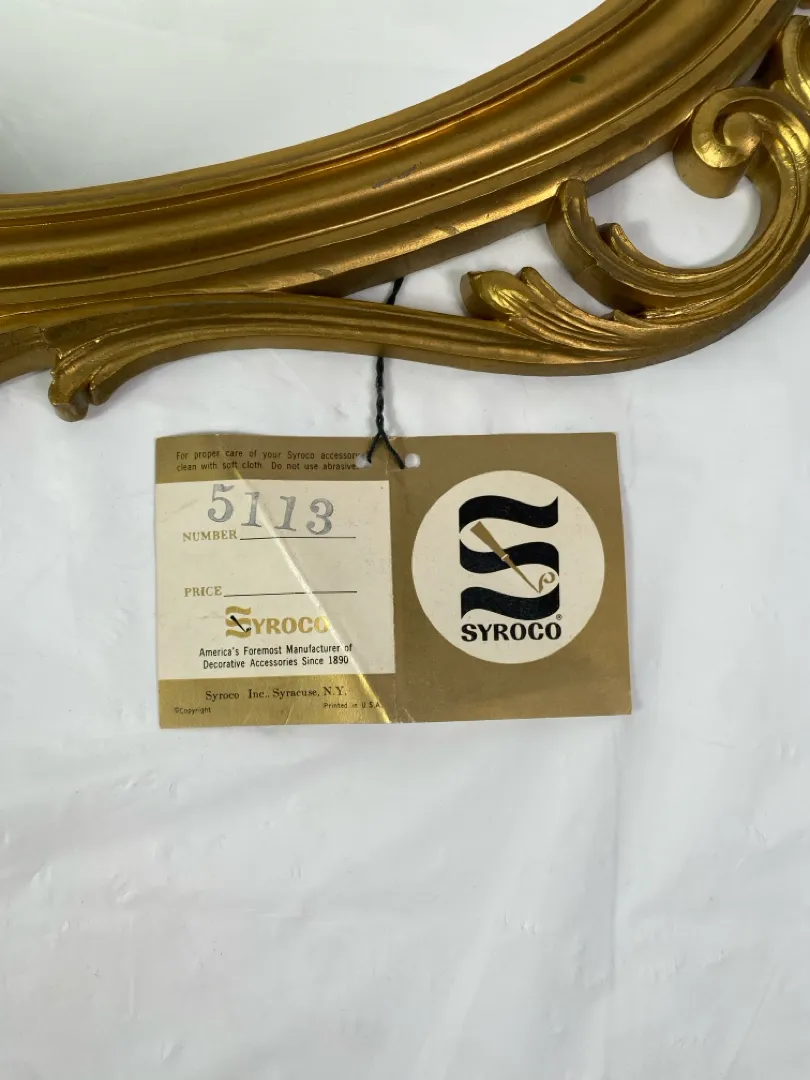 For proper care of your Syroco accessory
clean with soft cloth. Do not use abrasive.
5113
NUMBER
PRICE
SYROCO
America's Foremost Manufacturer of
Decorative Accessories Since 1890
Syroco Inc., Syracuse, N.Y.
©Copyright Printed in U.S.A.
SYROCO®